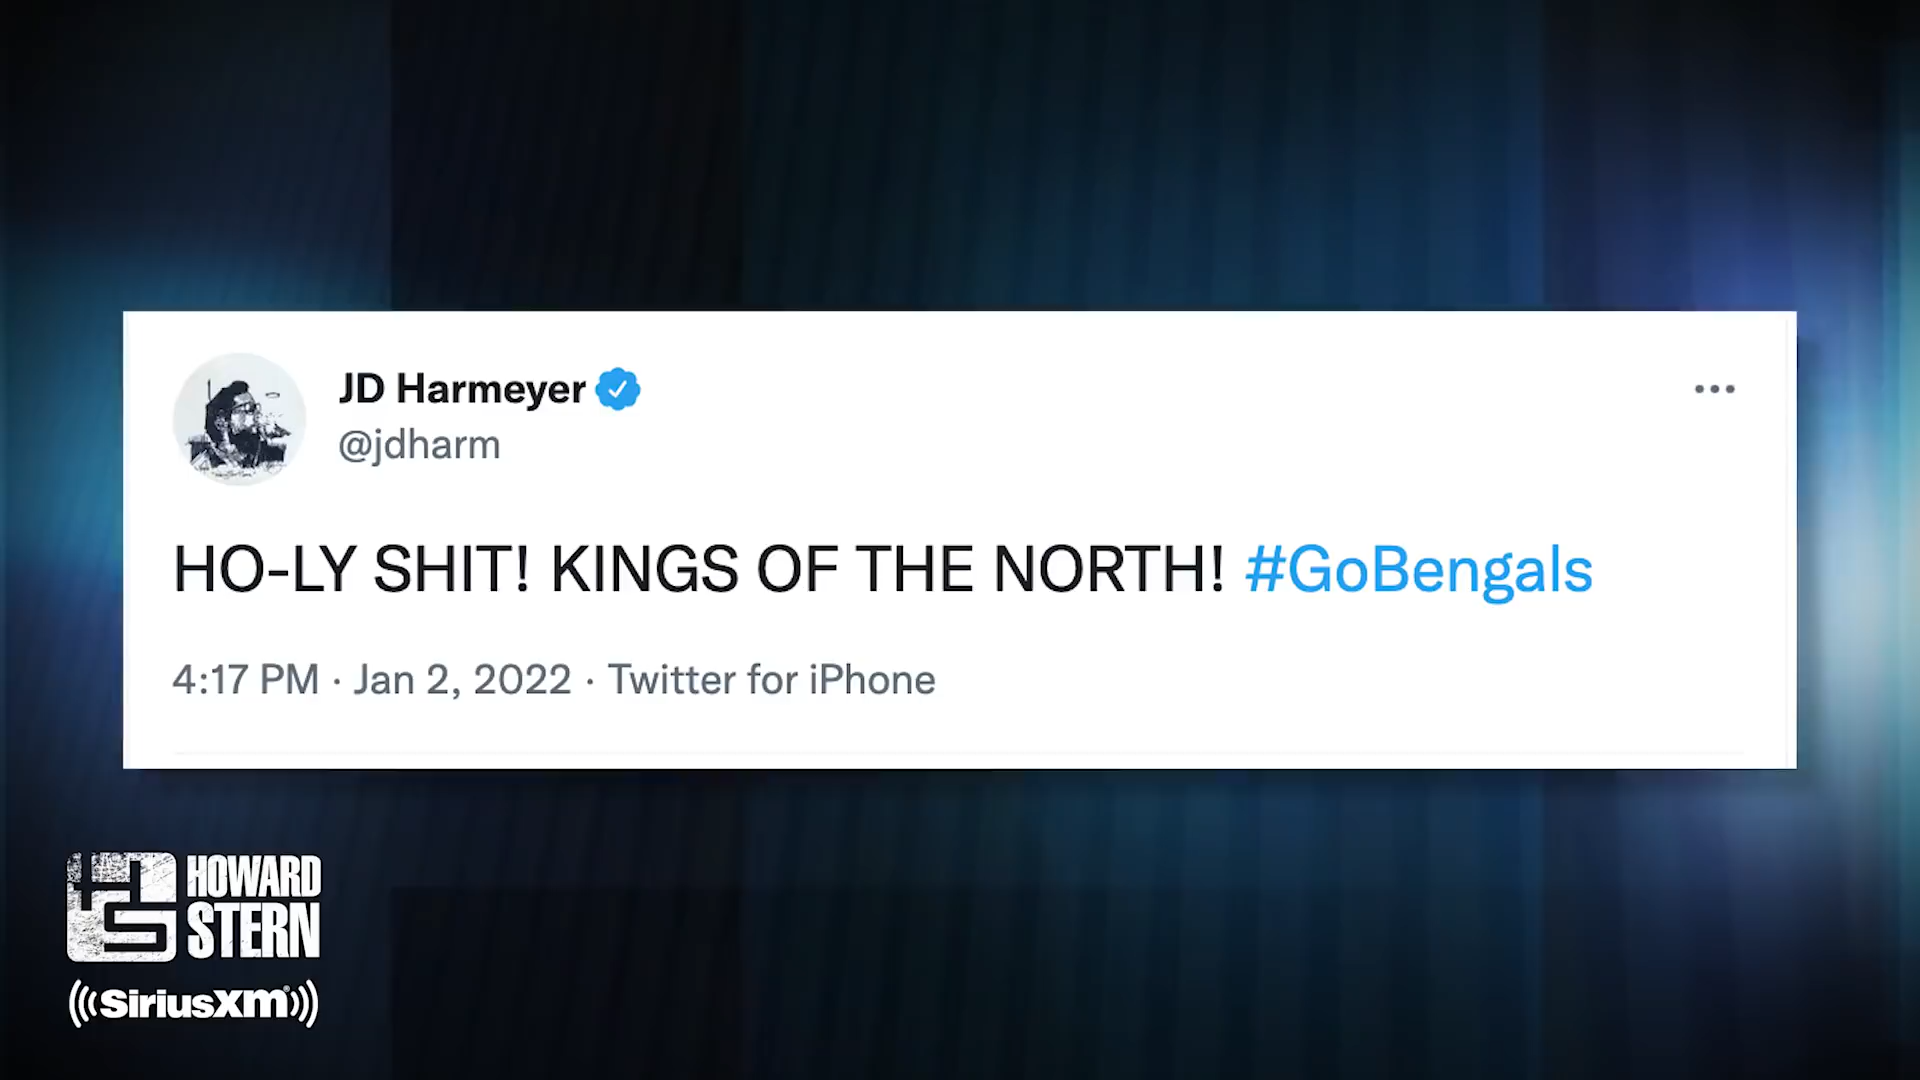 JD Harmeyer
@jdharm
HO-LY SHIT! KINGS OF THE NORTH! #GoBengals
4:17 PM · Jan 2, 2022 · Twitter for iPhone
HS
HOWARD
STERN
SiriusXM